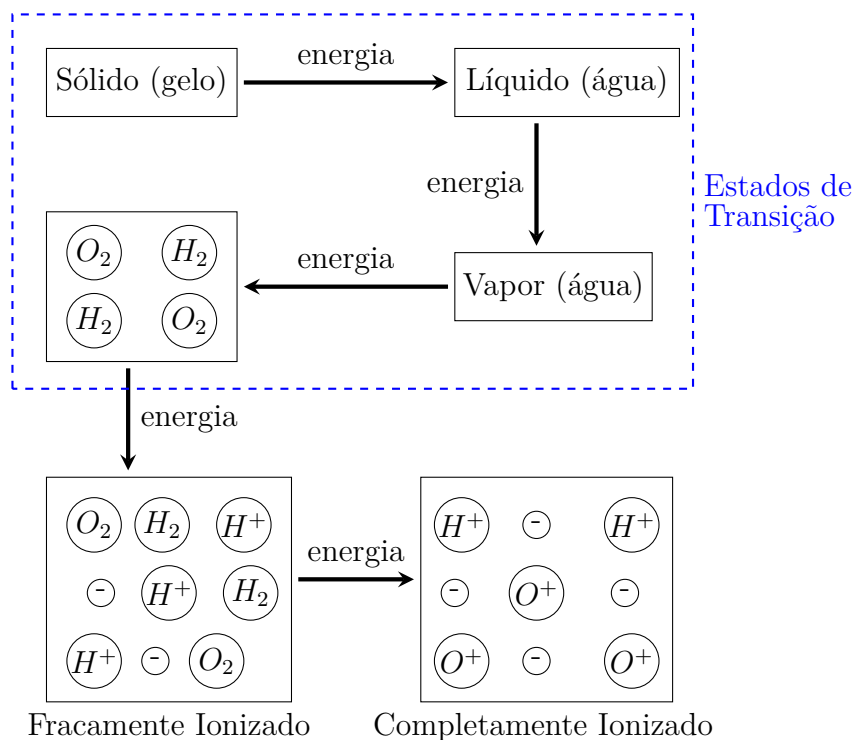 energia
Sólido (gelo)
Líquido (água)
energia
Estados de
Transição
O₂ H₂
energia
Vapor (água)
H₂ O₂
energia
O₂ H₂ H⁺
- H⁺ H₂
H⁺ - O₂
Fracamente Ionizado
energia
H⁺ - H⁺
- O⁺ -
O⁺ - O⁺
Completamente Ionizado